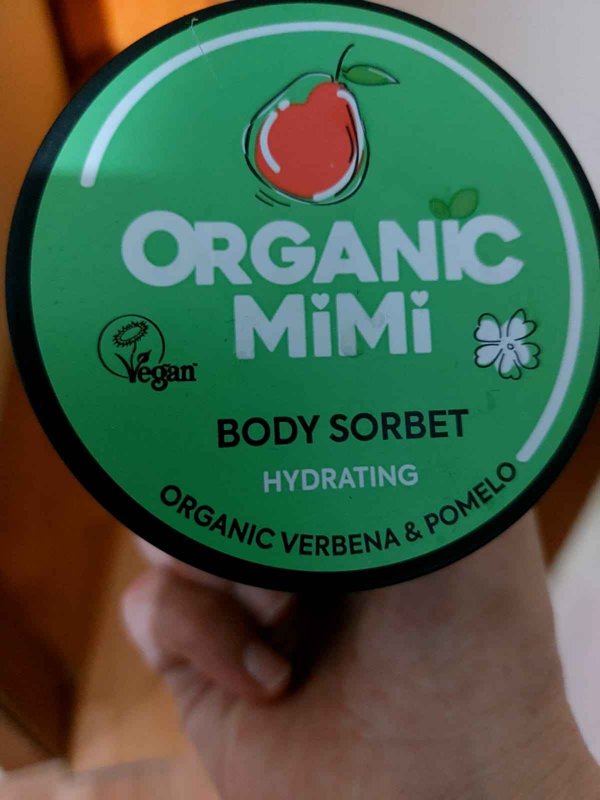 ORGANIC
MiMi
Vegan
BODY SORBET
HYDRATING
ORGANIC VERBENA & POMELO